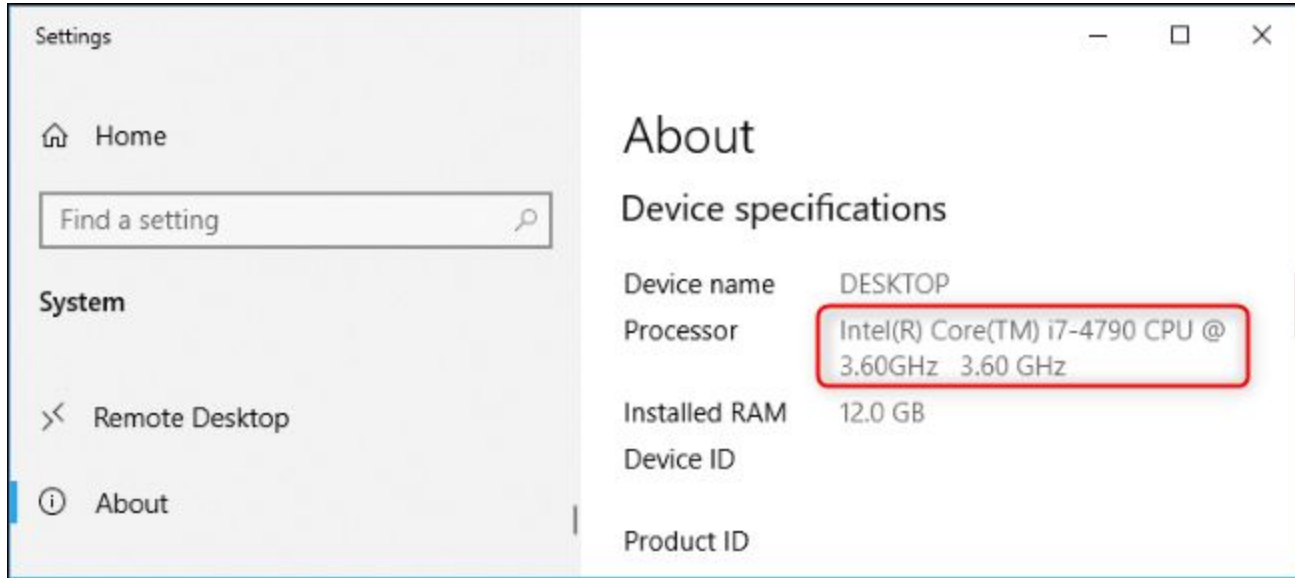 Settings
Home
Find a setting
System
Remote Desktop
About
About
Device specifications
Device name DESKTOP
Processor Intel(R) Core(TM) i7-4790 CPU @
3.60GHz 3.60 GHz
Installed RAM 12.0 GB
Device ID
Product ID